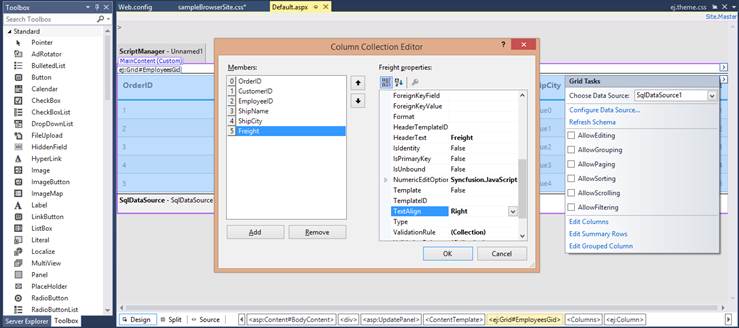 Toolbox
Search Toolbox
Standard
Pointer
AdRotator
BulletedList
Button
Calendar
CheckBox
CheckBoxList
DropDownList
FileUpload
HiddenField
HyperLink
Image
ImageButton
ImageMap
Label
LinkButton
ListBox
Literal
Localize
MultiView
Panel
PlaceHolder
RadioButton
RadioButtonList
Server Explorer Toolbox
Web.config sampleBrowserSite.css* Default.aspx ej.theme.css
Site.Master
ScriptManager - Unnamed1
MainContent (Custom)
ej:Grid#EmployeesGid
OrderID
1
2
3
4
5
SqlDataSource - SqlDataSou
Column Collection Editor
Members:
0 OrderID
1 CustomerID
2 EmployeeID
3 ShipName
4 ShipCity
5 Freight
Add Remove
Freight properties:
ForeignKeyField
ForeignKeyValue
Format
HeaderTemplateID
HeaderText Freight
IsIdentity False
IsPrimaryKey False
IsUnbound False
NumericEditOption Syncfusion.JavaScript
Template False
TemplateID
TextAlign Right
Type
ValidationRule (Collection)
OK Cancel
Grid Tasks
Choose Data Source: SqlDataSource1
Configure Data Source...
Refresh Schema
AllowEditing
AllowGrouping
AllowPaging
AllowSorting
AllowScrolling
AllowFiltering
Edit Columns
Edit Summary Rows
Edit Grouped Column
Design Split Source <asp:Content#BodyContent> <div> <asp:UpdatePanel> <ContentTemplate> <ej:Grid#EmployeesGid> <Columns> <ej:Column>